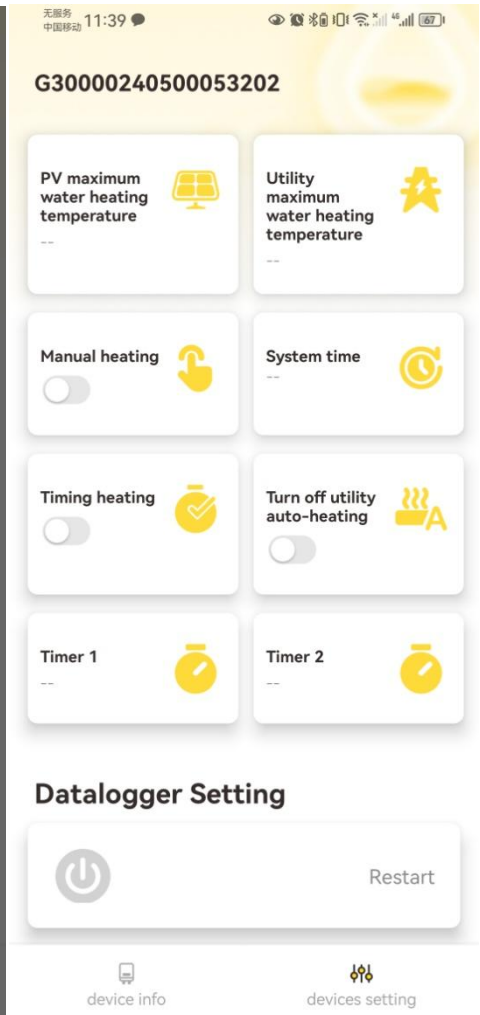 无服务
中国移动 11:39
4G 67
G30000240500053202
PV maximum
water heating
temperature
--
Utility
maximum
water heating
temperature
--
Manual heating
System time
--
Timing heating
Turn off utility
auto-heating
A
Timer 1
--
Timer 2
--
Datalogger Setting
Restart
device info
devices setting